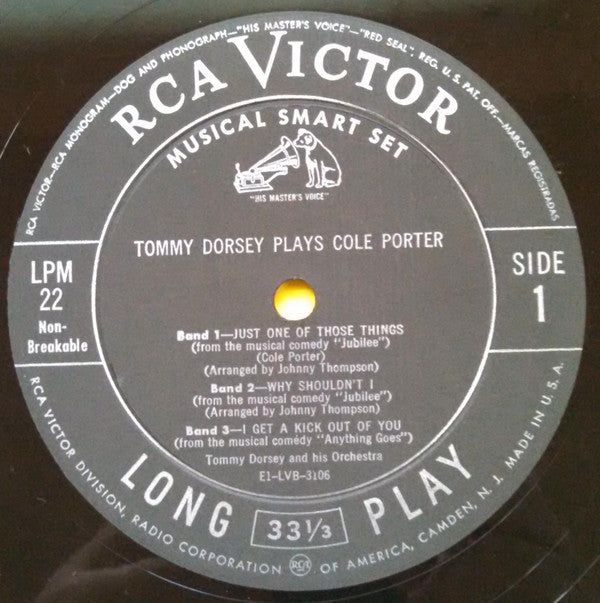 RCA VICTOR—RCA MONOGRAM—DOG AND PHONOGRAPH—"HIS MASTER'S VOICE"—"RED SEAL", REG. U.S. PAT. OFF.—MARCAS REGISTRADAS
RCA VICTOR
MUSICAL SMART SET
"HIS MASTER'S VOICE"
TOMMY DORSEY PLAYS COLE PORTER
LPM
22
Non-
Breakable
SIDE
1
Band 1—JUST ONE OF THOSE THINGS
(from the musical comedy "Jubilee")
(Cole Porter)
(Arranged by Johnny Thompson)
Band 2—WHY SHOULDN'T I
(from the musical comedy "Jubilee")
(Arranged by Johnny Thompson)
Band 3—I GET A KICK OUT OF YOU
(from the musical comedy "Anything Goes")
Tommy Dorsey and his Orchestra
E1-LVB-3106
LONG 33 1/3 PLAY
RCA VICTOR DIVISION, RADIO CORPORATION RCA OF AMERICA, CAMDEN, N. J. MADE IN U.S.A.